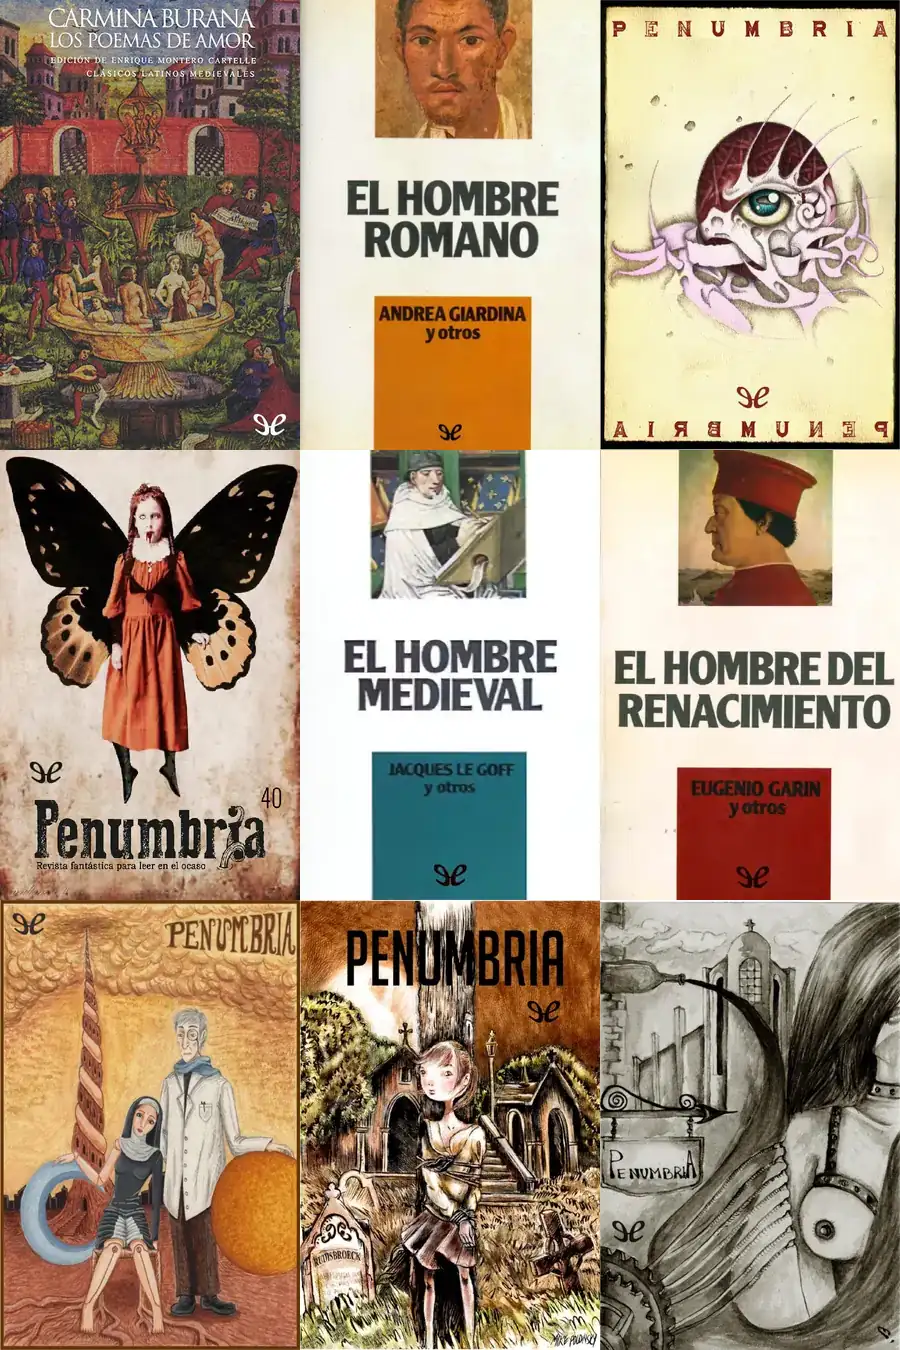 CARMINA BURANA
LOS POEMAS DE AMOR
EDICIÓN DE ENRIQUE MONTERO CARTELLE
CLÁSICOS LATINOS MEDIEVALES
EL HOMBRE
ROMANO
ANDREA GIARDINA
y otros
PENUMBRIA
PENUMBRIA
40
Penumbria
Revista fantástica para leer en el ocaso
EL HOMBRE
MEDIEVAL
JACQUES LE GOFF
y otros
EL HOMBRE DEL
RENACIMIENTO
EUGENIO GARIN
y otros
PENUMBRIA
PENUMBRIA
RUISBROECK
PENUMBRIA